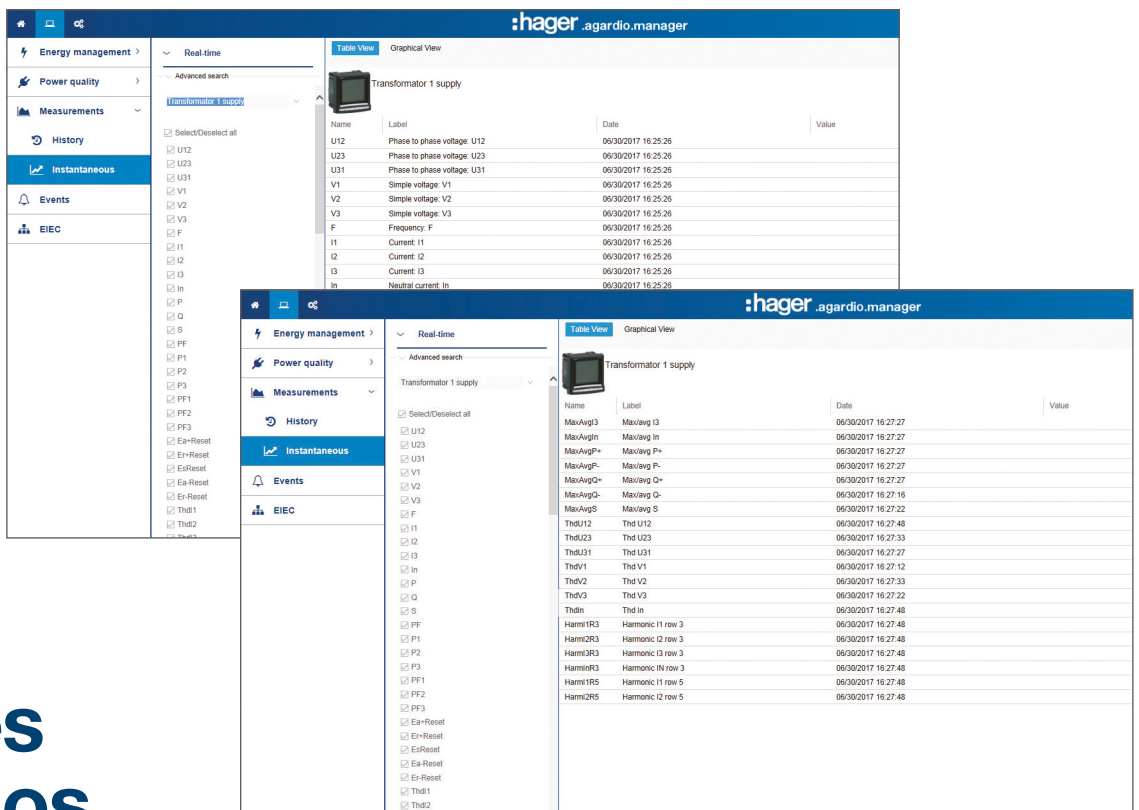 :hager .agardio.manager
Energy management
Power quality
Measurements
History
Instantaneous
Events
EIEC
Real-time
Advanced search
Transformator 1 supply
Select/Deselect all
U12
U23
U31
V1
V2
V3
F
I1
I2
I3
In
P
Q
S
PF
P1
P2
P3
PF1
PF2
PF3
Ea+Reset
Er+Reset
EsReset
Ea-Reset
Er-Reset
ThdI1
ThdI2
ThdI3
Table View Graphical View
Transformator 1 supply
Name Label Date Value
U12 Phase to phase voltage: U12 06/30/2017 16:25:26
U23 Phase to phase voltage: U23 06/30/2017 16:25:26
U31 Phase to phase voltage: U31 06/30/2017 16:25:26
V1 Simple voltage: V1 06/30/2017 16:25:26
V2 Simple voltage: V2 06/30/2017 16:25:26
V3 Simple voltage: V3 06/30/2017 16:25:26
F Frequency: F 06/30/2017 16:25:26
I1 Current: I1 06/30/2017 16:25:26
I2 Current: I2 06/30/2017 16:25:26
I3 Current: I3 06/30/2017 16:25:26
In Neutral current: In 06/30/2017 16:25:26
:hager .agardio.manager
Energy management
Power quality
Measurements
History
Instantaneous
Events
EIEC
Real-time
Advanced search
Transformator 1 supply
Select/Deselect all
U12
U23
U31
V1
V2
V3
F
I1
I2
I3
In
P
Q
S
PF
P1
P2
P3
PF1
PF2
PF3
Ea+Reset
Er+Reset
EsReset
Ea-Reset
Er-Reset
ThdI1
ThdI2
Table View Graphical View
Transformator 1 supply
Name Label Date Value
MaxAvgI3 Max/avg I3 06/30/2017 16:27:27
MaxAvgIn Max/avg In 06/30/2017 16:27:27
MaxAvgP+ Max/avg P+ 06/30/2017 16:27:27
MaxAvgP- Max/avg P- 06/30/2017 16:27:27
MaxAvgQ+ Max/avg Q+ 06/30/2017 16:27:27
MaxAvgQ- Max/avg Q- 06/30/2017 16:27:16
MaxAvgS Max/avg S 06/30/2017 16:27:22
ThdU12 Thd U12 06/30/2017 16:27:48
ThdU23 Thd U23 06/30/2017 16:27:33
ThdU31 Thd U31 06/30/2017 16:27:27
ThdV1 Thd V1 06/30/2017 16:27:12
ThdV2 Thd V2 06/30/2017 16:27:33
ThdV3 Thd V3 06/30/2017 16:27:22
ThdIn Thd In 06/30/2017 16:27:48
HarmI1R3 Harmonic I1 row 3 06/30/2017 16:27:48
HarmI2R3 Harmonic I2 row 3 06/30/2017 16:27:48
HarmI3R3 Harmonic I3 row 3 06/30/2017 16:27:48
HarmInR3 Harmonic IN row 3 06/30/2017 16:27:48
HarmI1R5 Harmonic I1 row 5 06/30/2017 16:27:48
HarmI2R5 Harmonic I2 row 5 06/30/2017 16:27:48